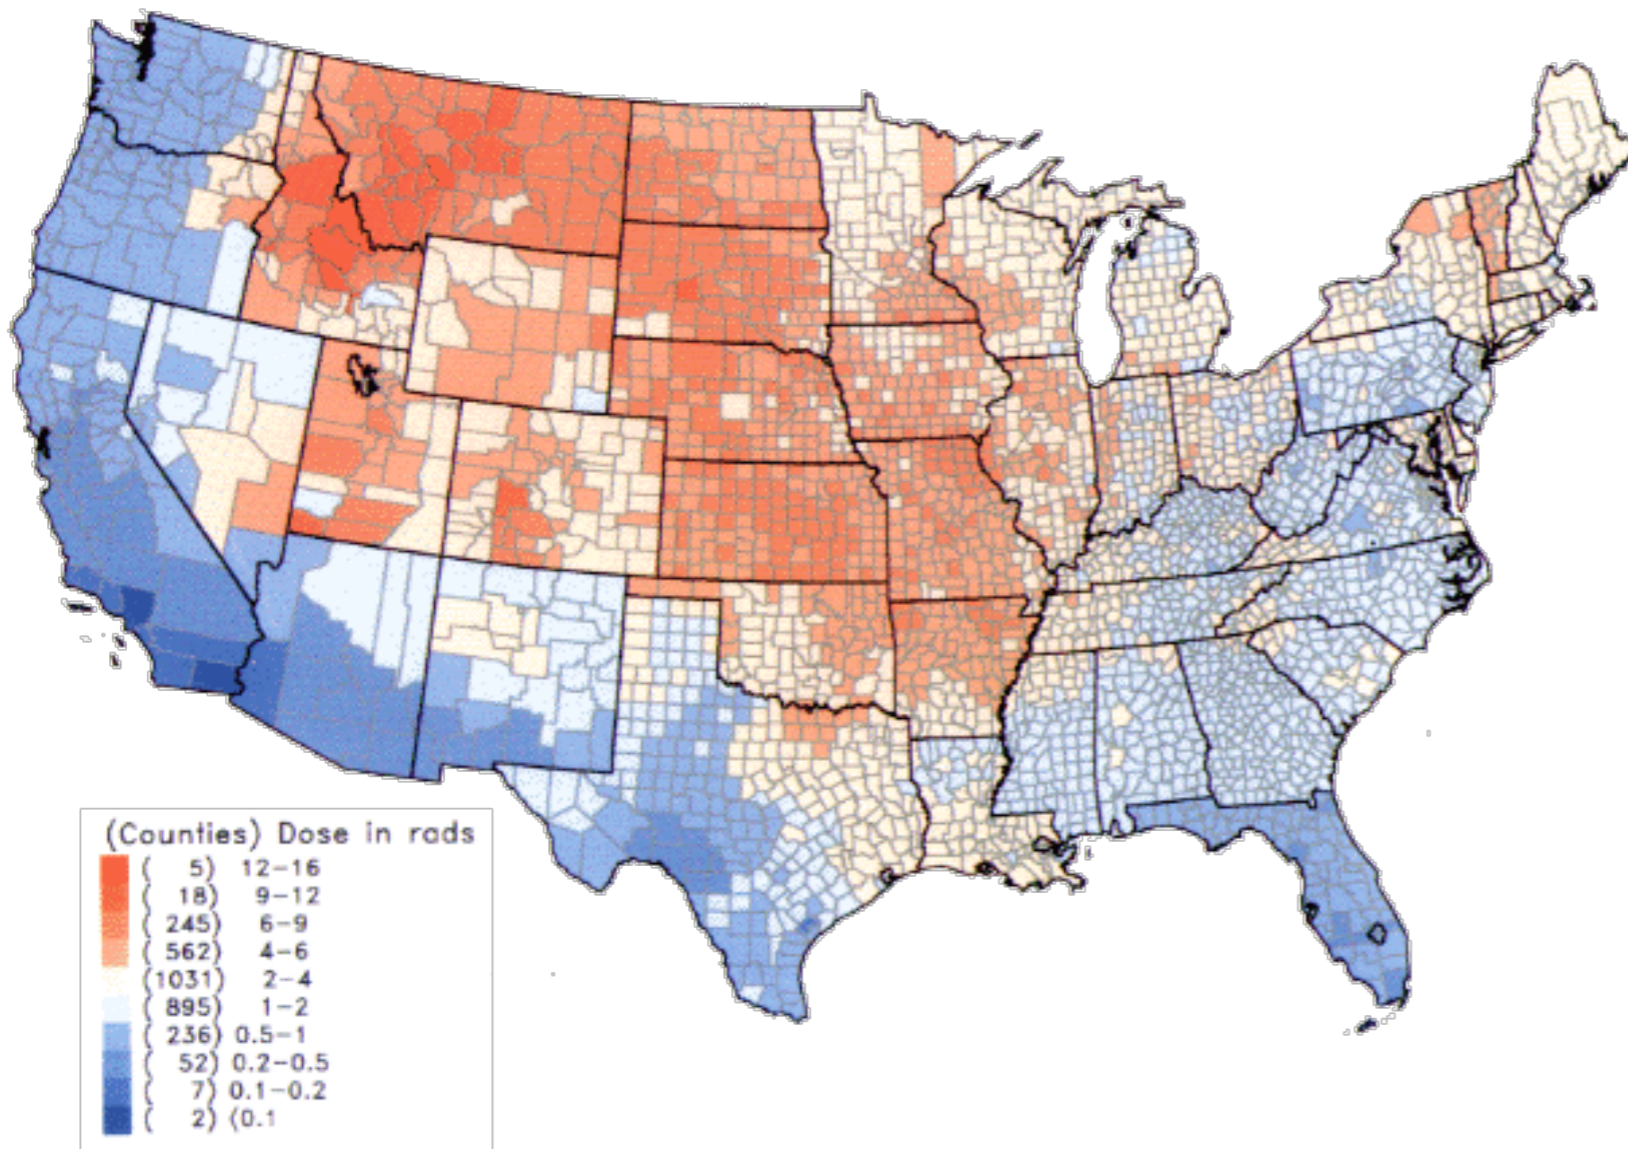 (Counties) Dose in rads
( 5) 12-16
( 18) 9-12
( 245) 6-9
( 562) 4-6
(1031) 2-4
( 895) 1-2
( 236) 0.5-1
( 52) 0.2-0.5
( 7) 0.1-0.2
( 2) (0.1